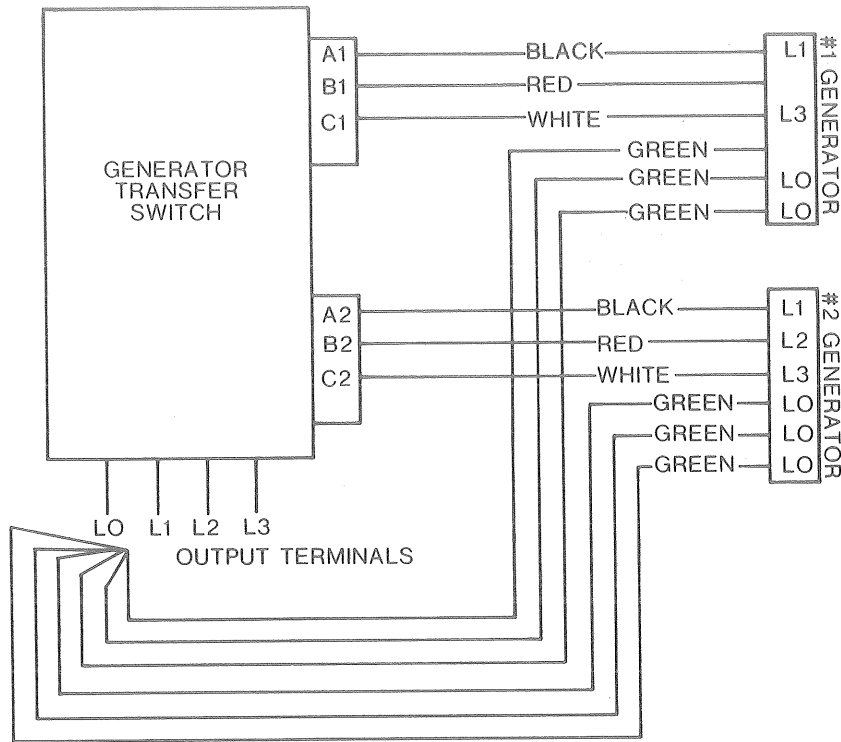 A1
BLACK
L1
B1
RED
C1
WHITE
L3
#1 GENERATOR
GENERATOR
TRANSFER
SWITCH
GREEN
GREEN
LO
GREEN
LO
A2
BLACK
L1
B2
RED
L2
C2
WHITE
L3
#2 GENERATOR
GREEN
LO
GREEN
LO
GREEN
LO
LO
L1
L2
L3
OUTPUT TERMINALS